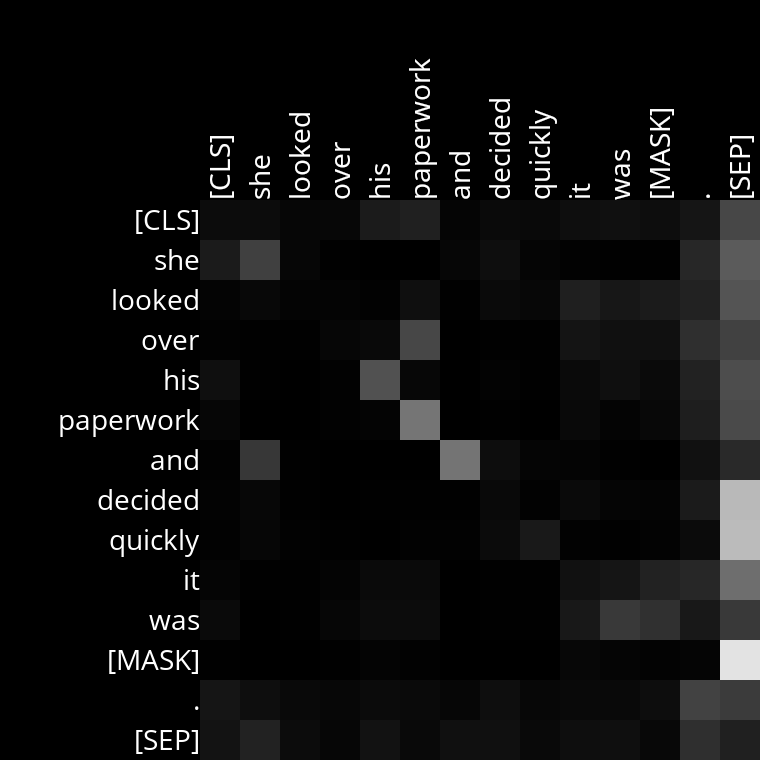 [CLS] she looked over his paperwork and decided quickly it was [MASK] . [SEP]
[CLS]
she
looked
over
his
paperwork
and
decided
quickly
it
was
[MASK]
.
[SEP]